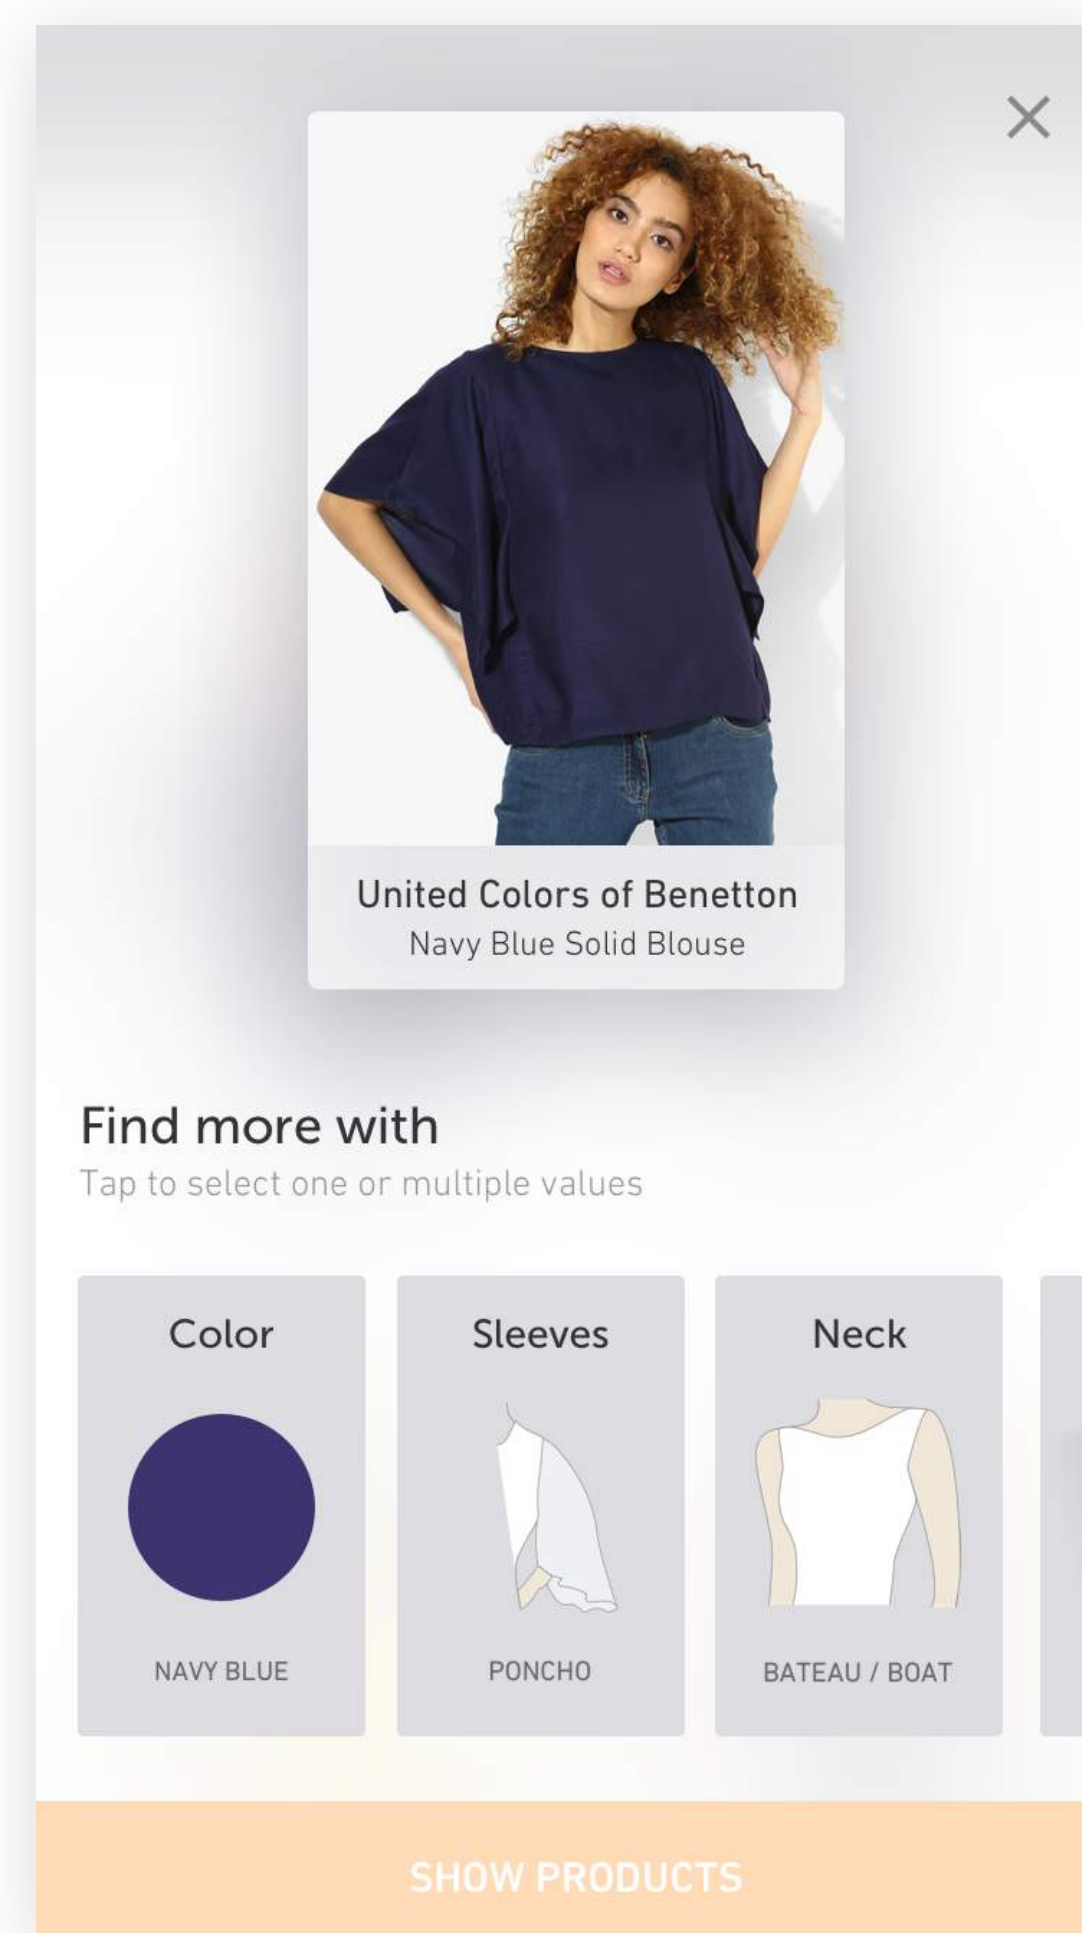 United Colors of Benetton
Navy Blue Solid Blouse
Find more with
Tap to select one or multiple values
Color
Sleeves
Neck
NAVY BLUE
PONCHO
BATEAU / BOAT
SHOW PRODUCTS